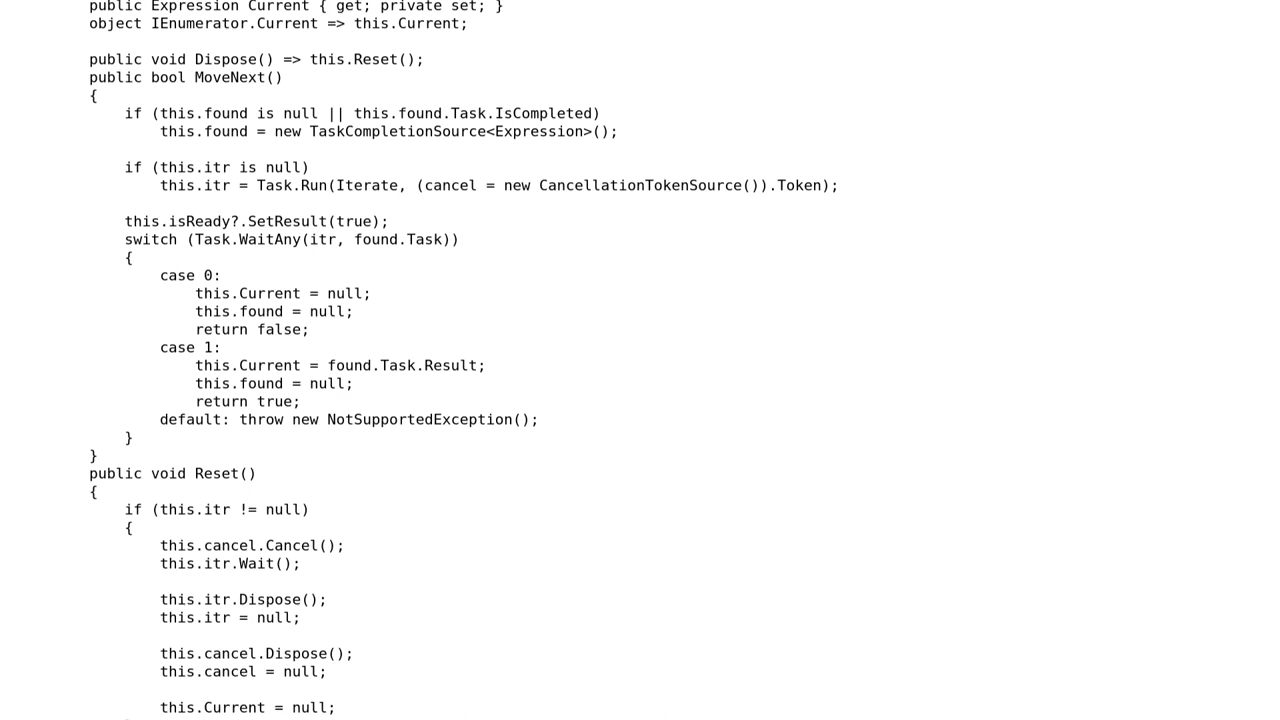 public Expression Current { get; private set; }
object IEnumerator.Current => this.Current;

public void Dispose() => this.Reset();
public bool MoveNext()
{
    if (this.found is null || this.found.Task.IsCompleted)
        this.found = new TaskCompletionSource<Expression>();

    if (this.itr is null)
        this.itr = Task.Run(Iterate, (cancel = new CancellationTokenSource()).Token);

    this.isReady?.SetResult(true);
    switch (Task.WaitAny(itr, found.Task))
    {
        case 0:
            this.Current = null;
            this.found = null;
            return false;
        case 1:
            this.Current = found.Task.Result;
            this.found = null;
            return true;
        default: throw new NotSupportedException();
    }
}
public void Reset()
{
    if (this.itr != null)
    {
        this.cancel.Cancel();
        this.itr.Wait();

        this.itr.Dispose();
        this.itr = null;

        this.cancel.Dispose();
        this.cancel = null;

        this.Current = null;